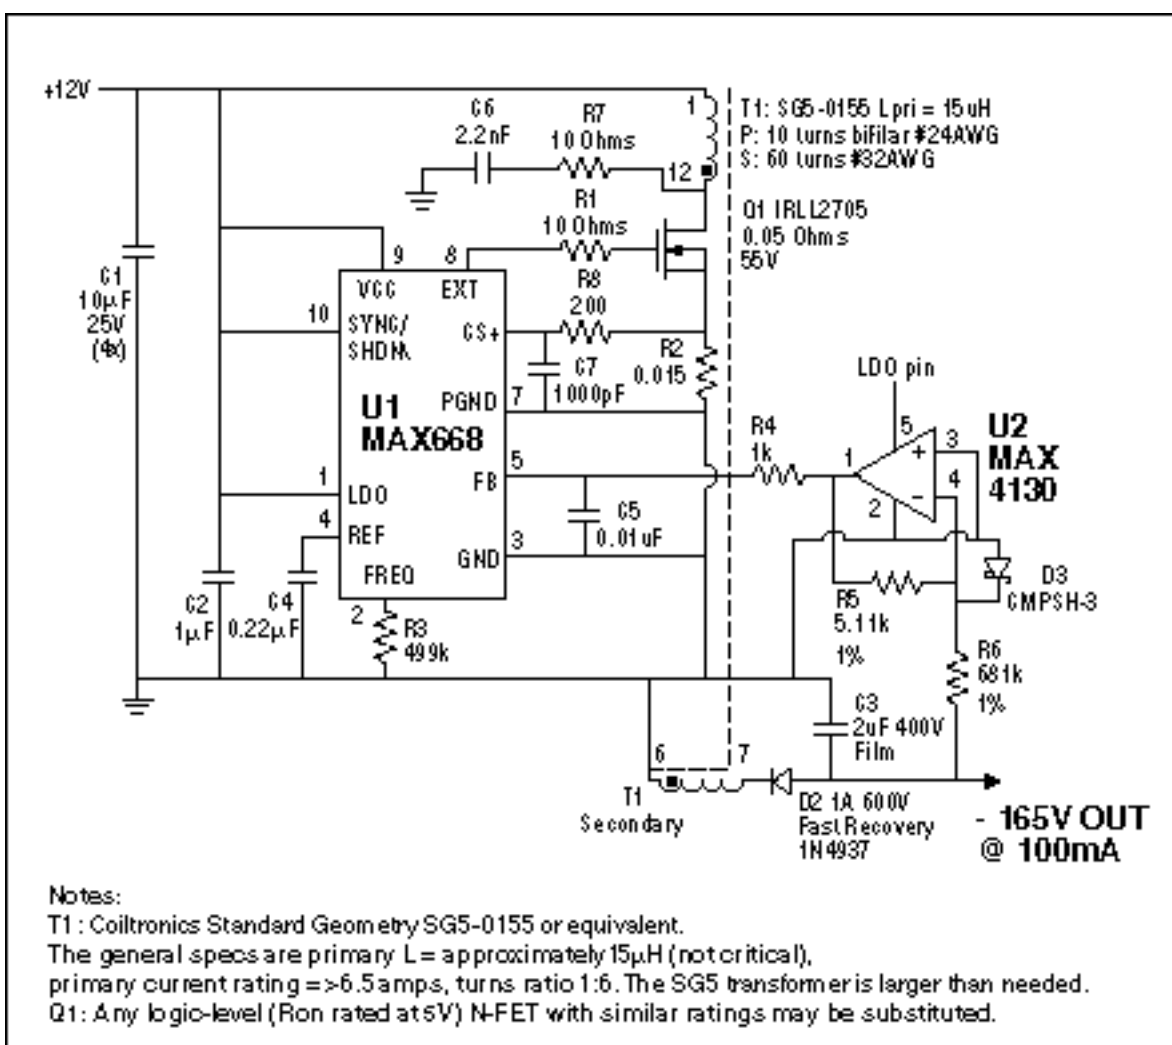 +12V
C1
10µF
25V
(4x)
C6
2.2nF
R7
10 Ohms
1
12
T1: SG5-0155 Lpri = 15uH
P: 10 turns bifilar #24AWG
S: 60 turns #32AWG
R1
10 Ohms
Q1 IRLL2705
0.05 Ohms
55V
9
8
VCC
EXT
10
SYNC/
SHDN
CS+
R8
200
R2
0.015
C7
1000pF
PGND
7
U1
MAX668
LDO pin
5
3
4
1
2
U2
MAX
4130
R4
1k
5
FB
1
LDO
4
REF
C5
0.01uF
3
GND
FREQ
2
R3
499k
C2
1µF
C4
0.22µF
R5
5.11k
1%
D3
CMPSH-3
R6
681k
1%
C3
2uF 400V
Film
6
7
T1
Secondary
D2 1A 600V
Fast Recovery
1N4937
- 165V OUT
@ 100mA
Notes:
T1: Coiltronics Standard Geometry SG5-0155 or equivalent.
The general specs are primary L = approximately 15µH (not critical),
primary current rating =>6.5 amps, turns ratio 1:6. The SG5 transformer is larger than needed.
Q1: Any logic-level (Ron rated at 5V) N-FET with similar ratings may be substituted.